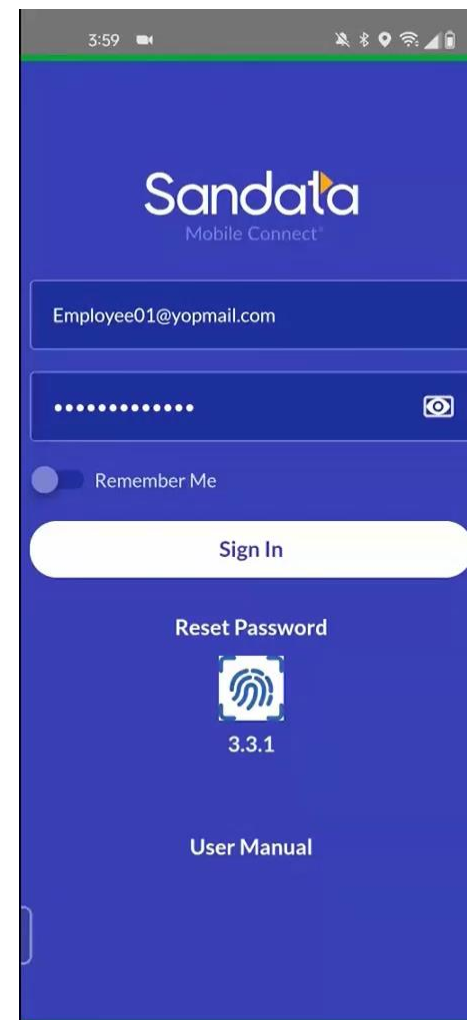 3:59
Sandata
Mobile Connect®
Employee01@yopmail.com
•••••••••••••
Remember Me
Sign In
Reset Password
3.3.1
User Manual